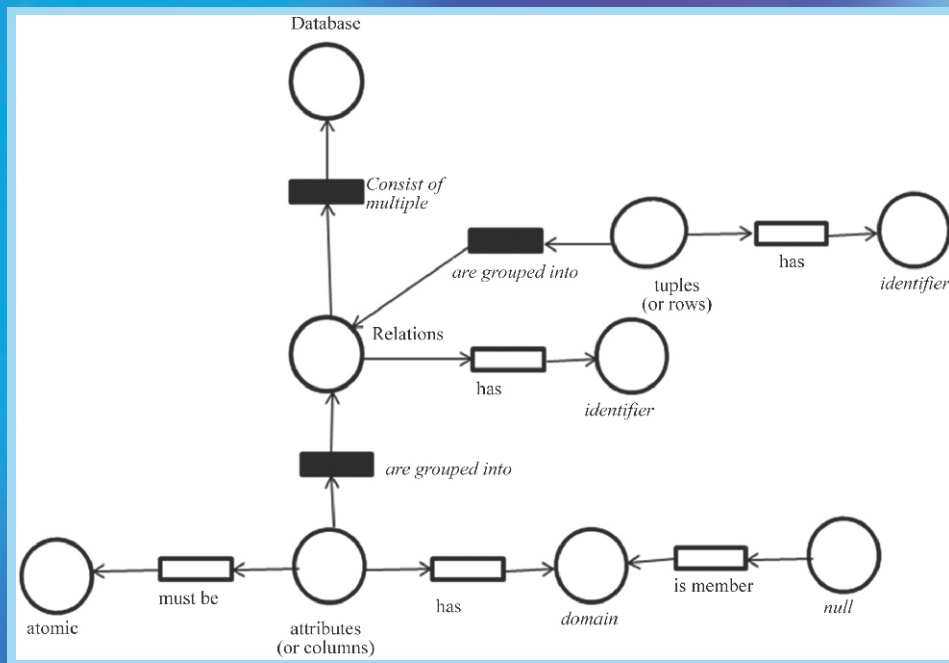 Database
Consist of
multiple
are grouped into
tuples
(or rows)
has
identifier
Relations
has
identifier
are grouped into
atomic
must be
attributes
(or columns)
has
domain
is member
null